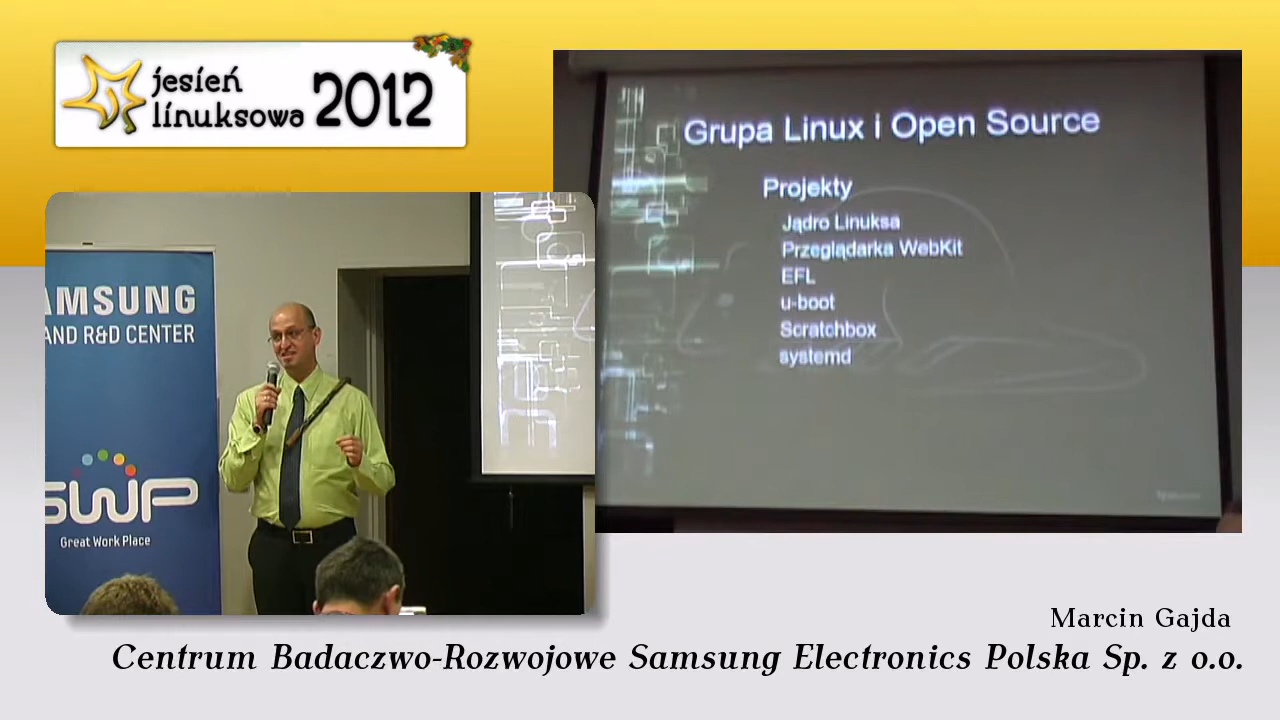 jesień
linuksowa 2012
Grupa Linux i Open Source
Projekty
Jądro Linuksa
Przeglądarka WebKit
EFL
u-boot
Scratchbox
systemd
AMSUNG
AND R&D CENTER
GWP
Great Work Place
Marcin Gajda
Centrum Badaczwo-Rozwojowe Samsung Electronics Polska Sp. z o.o.